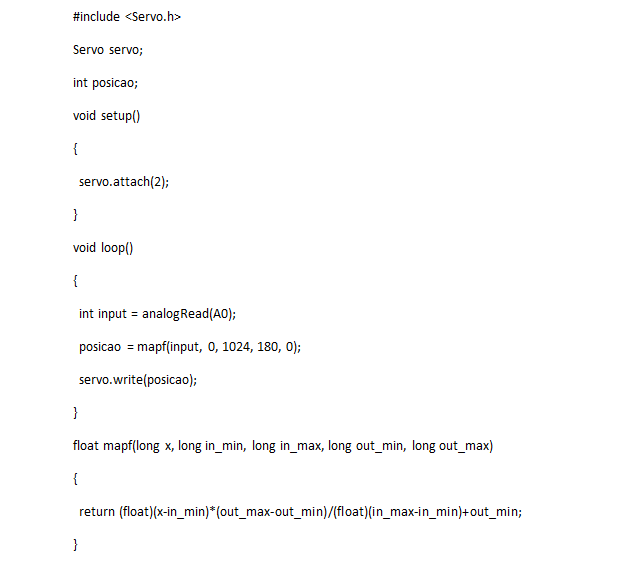 #include <Servo.h>
Servo servo;
int posicao;
void setup()
{
servo.attach(2);
}
void loop()
{
int input = analogRead(A0);
posicao = mapf(input, 0, 1024, 180, 0);
servo.write(posicao);
}
float mapf(long x, long in_min, long in_max, long out_min, long out_max)
{
return (float)(x-in_min)*(out_max-out_min)/(float)(in_max-in_min)+out_min;
}